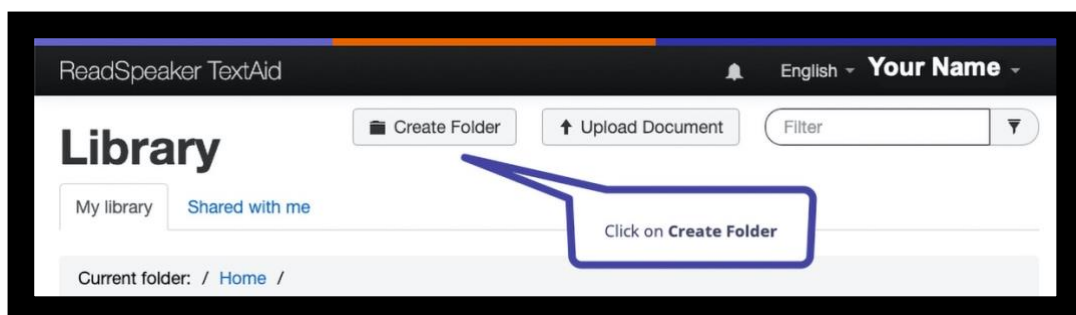 ReadSpeaker TextAid
English
Your Name
Library
Create Folder
Upload Document
Filter
My library
Shared with me
Click on Create Folder
Current folder: / Home /